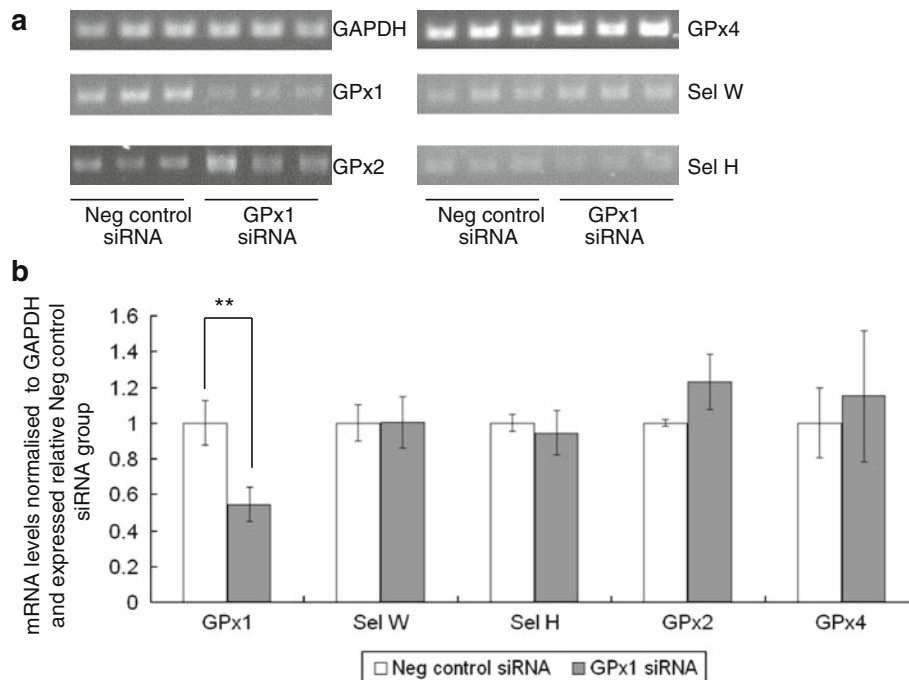 a
GAPDH
GPx1
GPx2
Neg control
siRNA
GPx1
siRNA
GPx4
Sel W
Sel H
Neg control
siRNA
GPx1
siRNA
b
mRNA levels normalised to GAPDH
and expressed relative Neg control
siRNA group
1.6
1.4
1.2
1
0.8
0.6
0.4
0.2
0
**
GPx1
Sel W
Sel H
GPx2
GPx4
Neg control siRNA
GPx1 siRNA